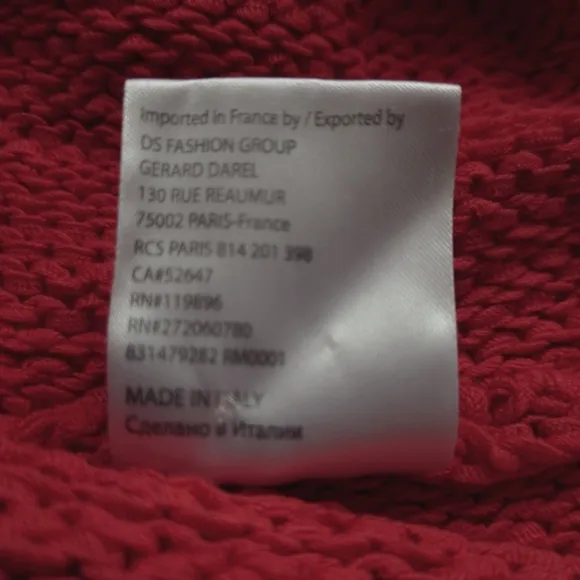 Imported in France by / Exported by
DS FASHION GROUP
GERARD DAREL
130 RUE REAUMUR
75002 PARIS-France
RCS PARIS 814 201 398
CA#52647
RN#119896
RN#272060780
831479282 RM0001
MADE IN ITALY
Сделано в Италии